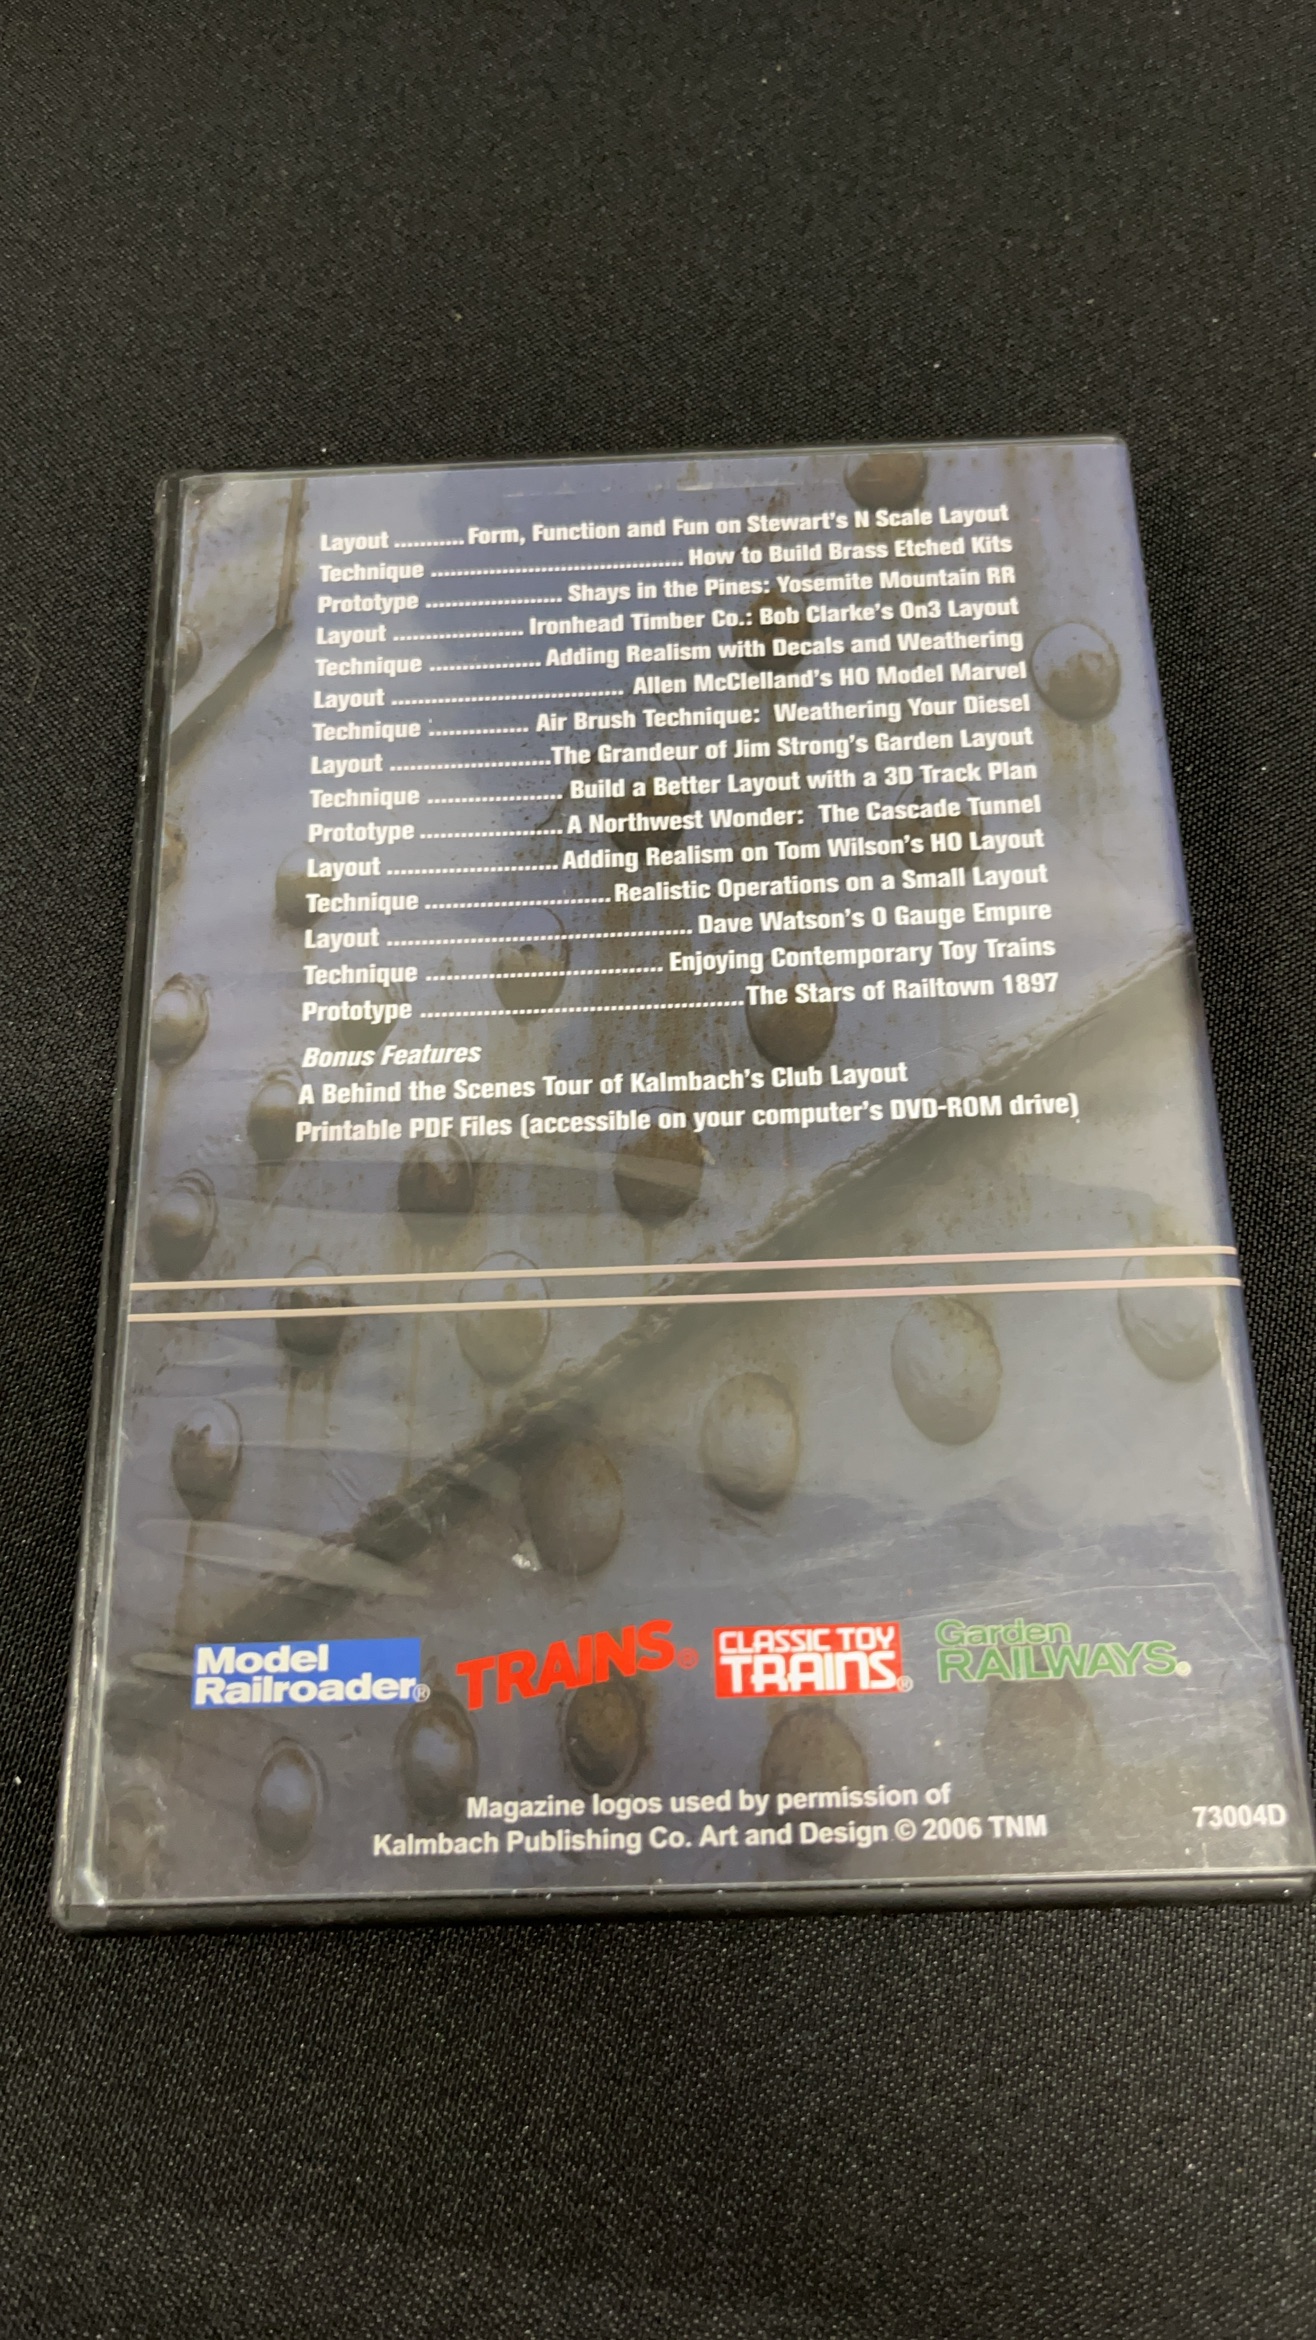 Layout ........... Form, Function and Fun on Stewart's N Scale Layout
Technique ...................................... How to Build Brass Etched Kits
Prototype ..................... Shays in the Pines: Yosemite Mountain RR
Layout .................... Ironhead Timber Co.: Bob Clarke's On3 Layout
Technique ................. Adding Realism with Decals and Weathering
Layout ................................... Allen McClelland's HO Model Marvel
Technique ............... Air Brush Technique: Weathering Your Diesel
Layout ........................The Grandeur of Jim Strong's Garden Layout
Technique .................... Build a Better Layout with a 3D Track Plan
Prototype .....................A Northwest Wonder: The Cascade Tunnel
Layout ......................... Adding Realism on Tom Wilson's HO Layout
Technique ...........................Realistic Operations on a Small Layout
Layout ............................................. Dave Watson's O Gauge Empire
Technique ................................... Enjoying Contemporary Toy Trains
Prototype ................................................The Stars of Railtown 1897
Bonus Features
A Behind the Scenes Tour of Kalmbach's Club Layout
Printable PDF Files (accessible on your computer's DVD-ROM drive)
Model Railroader® TRAINS® CLASSIC TOY TRAINS® Garden RAILWAYS®
Magazine logos used by permission of
Kalmbach Publishing Co. Art and Design © 2006 TNM
73004D